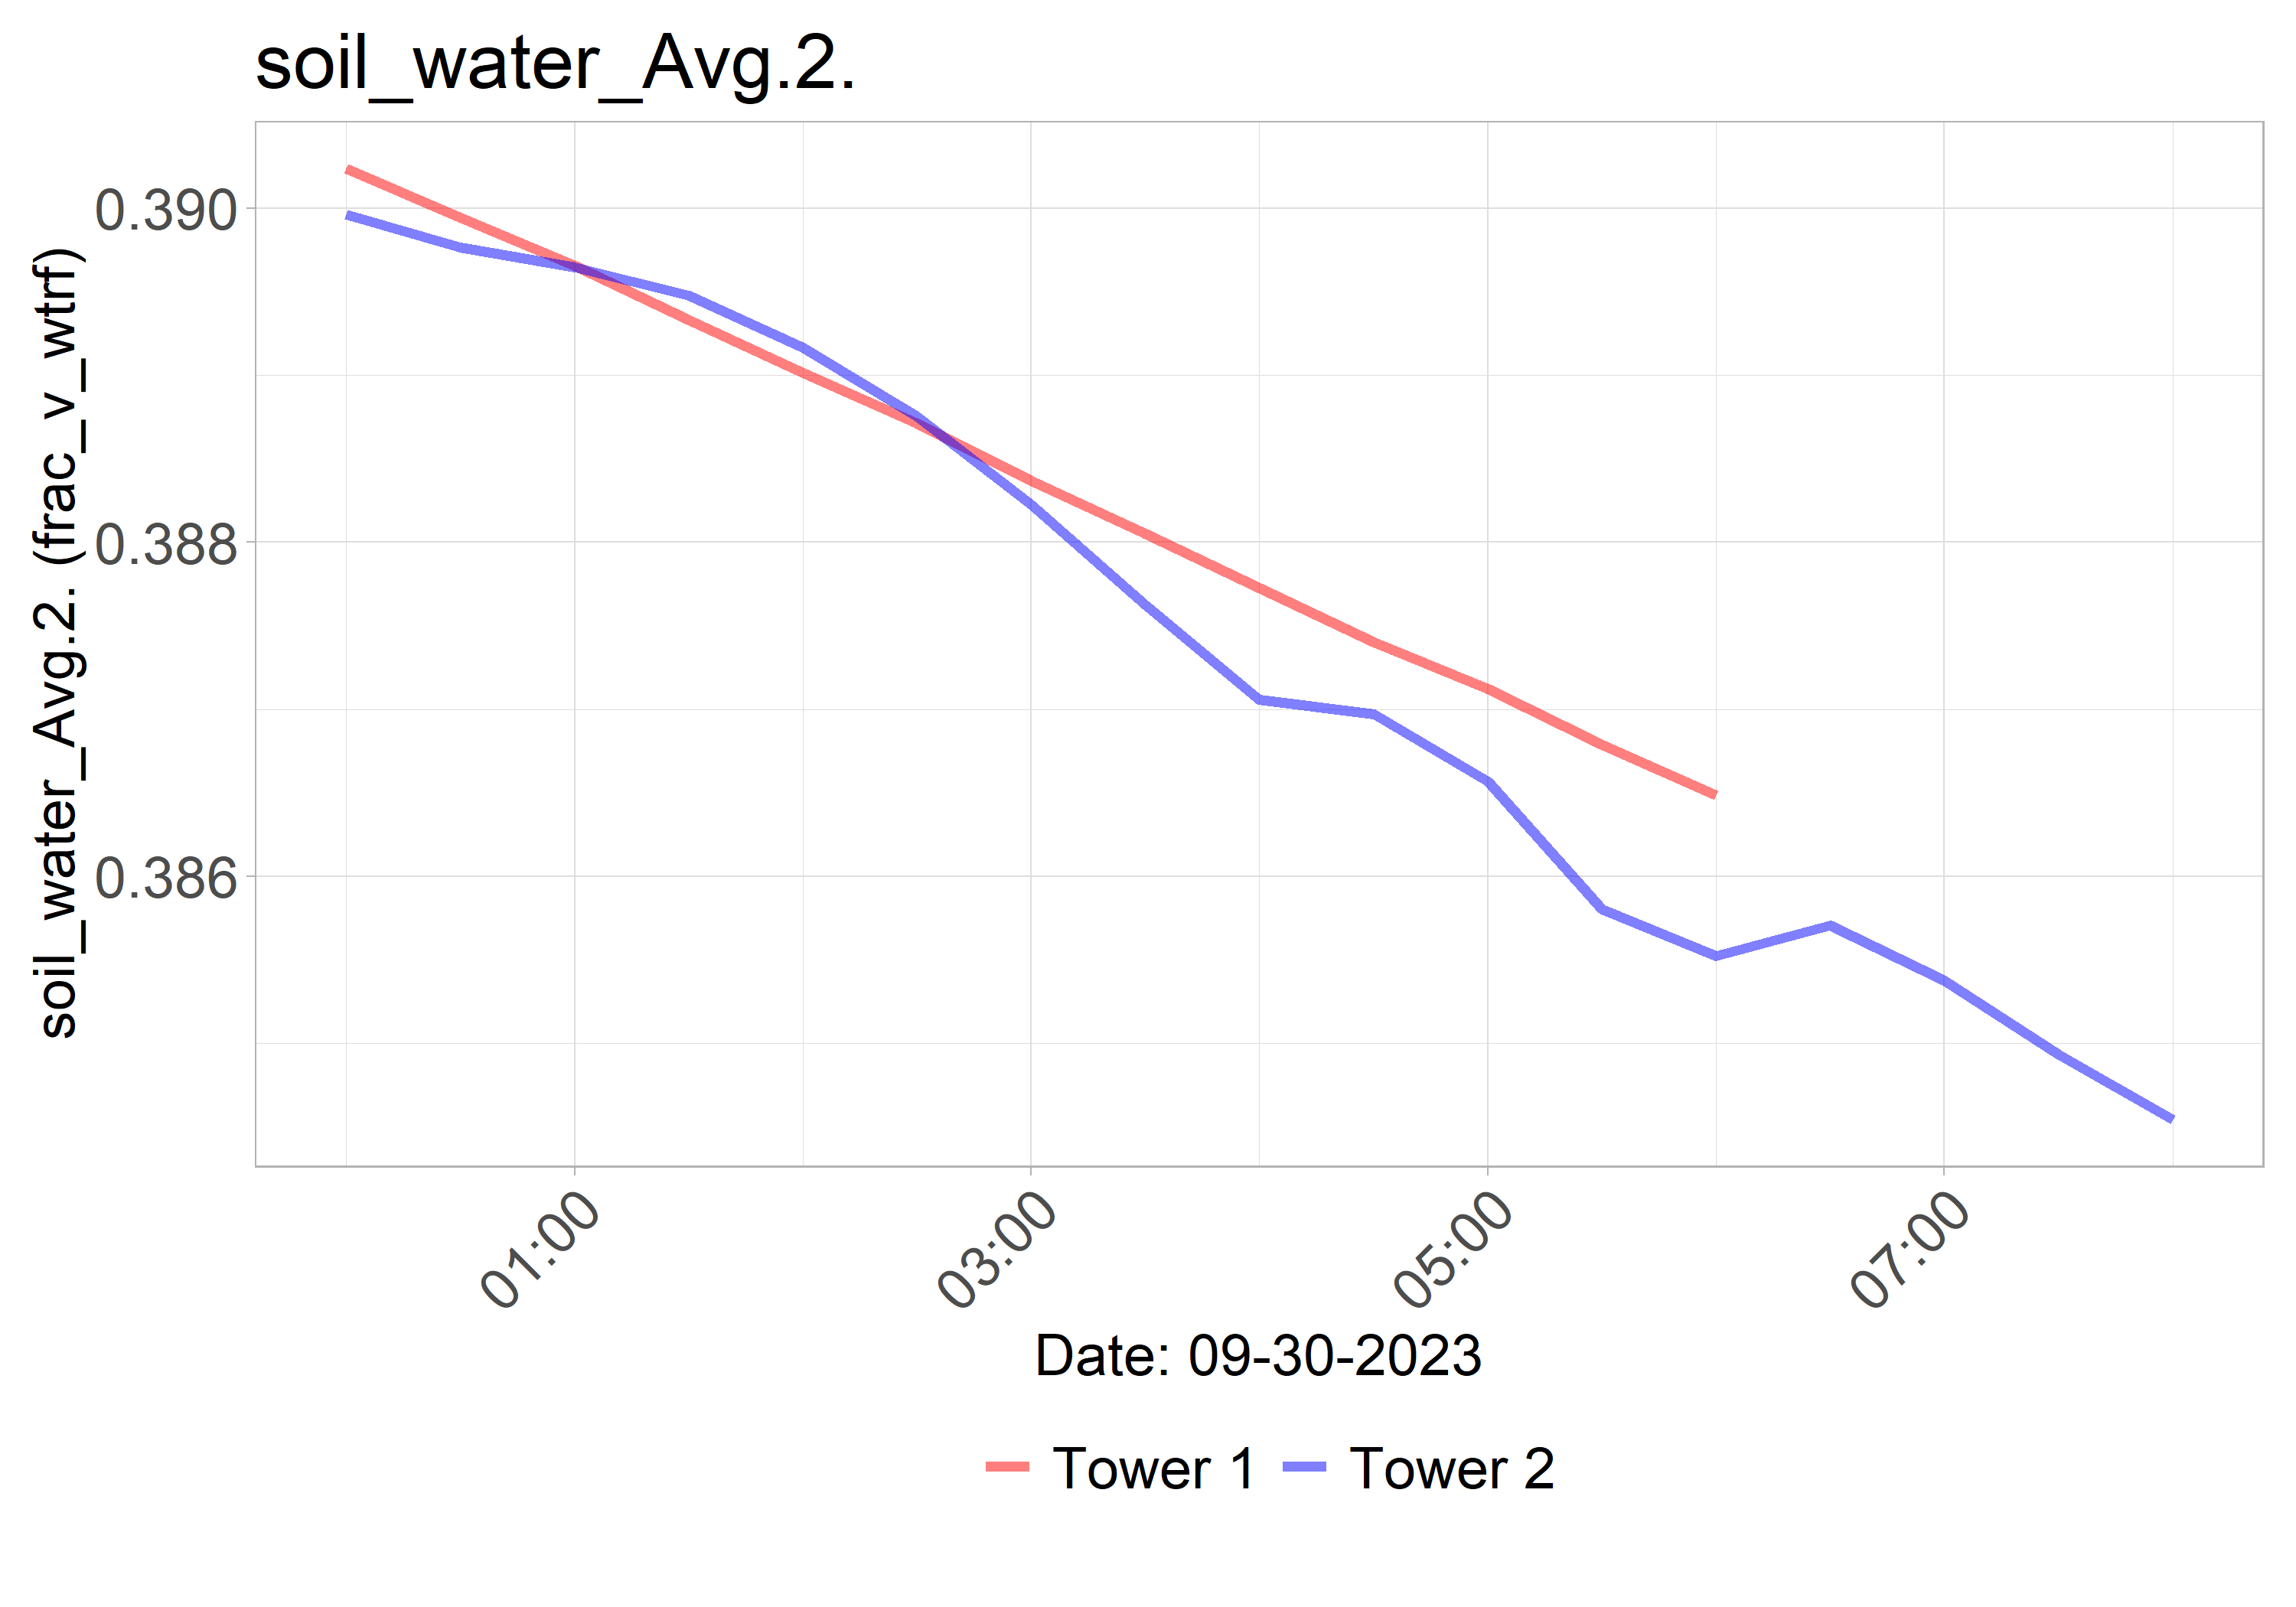 soil_water_Avg.2.
soil_water_Avg.2. (frac_v_wtrf)
0.390
0.388
0.386
01:00
03:00
05:00
07:00
Date: 09-30-2023
Tower 1
Tower 2